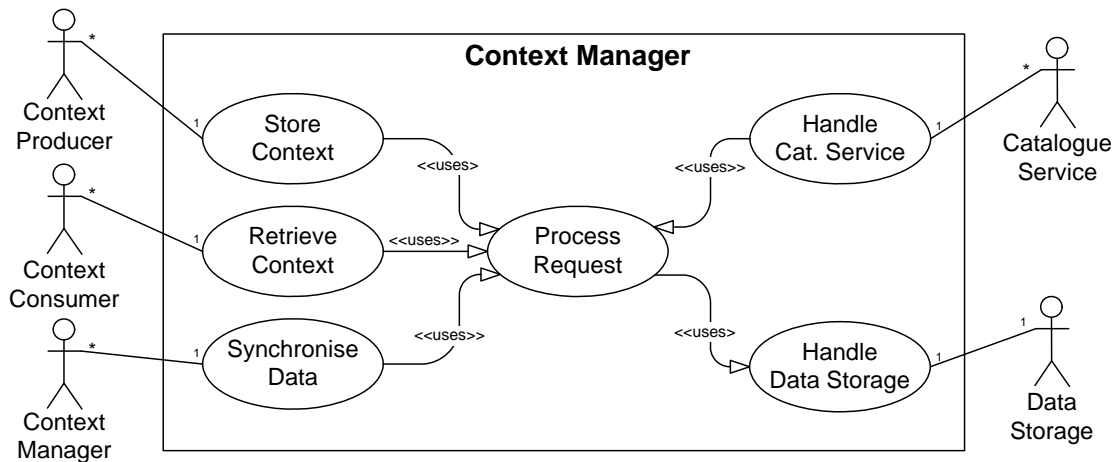 Context Manager
*
1
Context
Producer
Store
Context
<<uses>
*
1
Context
Consumer
Retrieve
Context
<<uses>>
*
1
Context
Manager
Synchronise
Data
<<uses>>
Process
Request
Handle
Cat. Service
<<uses>>
1
*
Catalogue
Service
Handle
Data Storage
<<uses>
1
1
Data
Storage